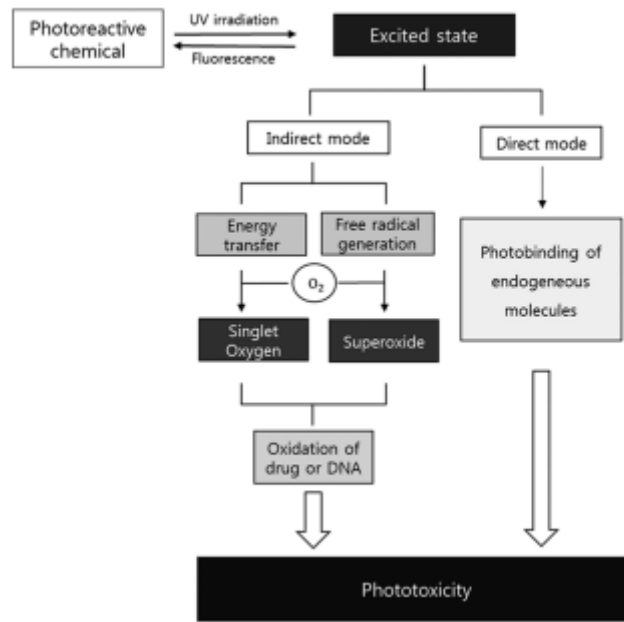 Photoreactive
chemical
UV irradiation
Fluorescence
Excited state
Indirect mode
Direct mode
Energy
transfer
Free radical
generation
Photobinding of
endogeneous
molecules
O₂
Singlet
Oxygen
Superoxide
Oxidation of
drug or DNA
Phototoxicity